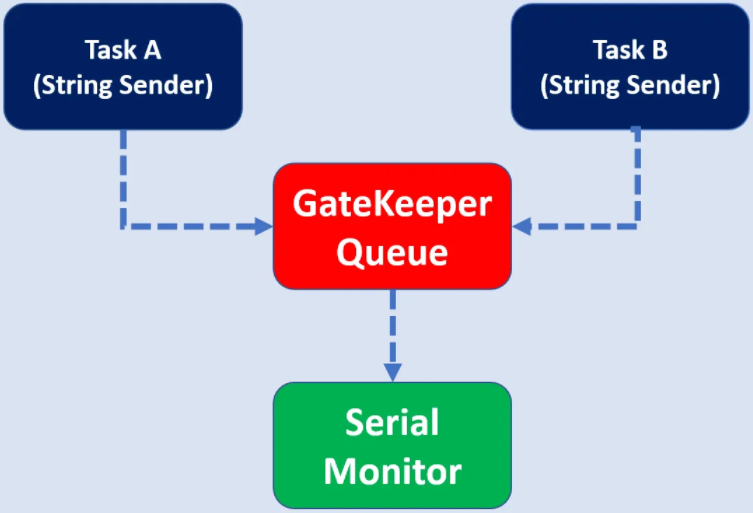 Task A
(String Sender)
Task B
(String Sender)
GateKeeper
Queue
Serial
Monitor